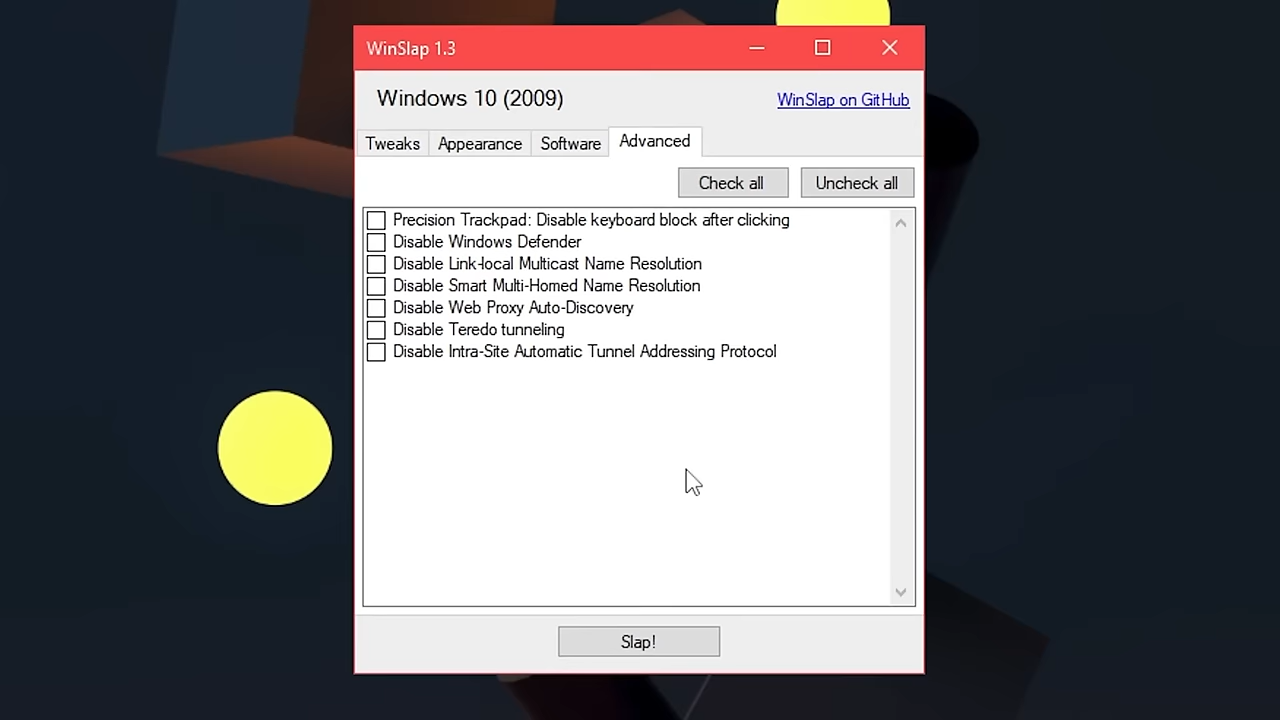 WinSlap 1.3
Windows 10 (2009)
WinSlap on GitHub
Tweaks Appearance Software Advanced
Check all Uncheck all
Precision Trackpad: Disable keyboard block after clicking
Disable Windows Defender
Disable Link-local Multicast Name Resolution
Disable Smart Multi-Homed Name Resolution
Disable Web Proxy Auto-Discovery
Disable Teredo tunneling
Disable Intra-Site Automatic Tunnel Addressing Protocol
Slap!